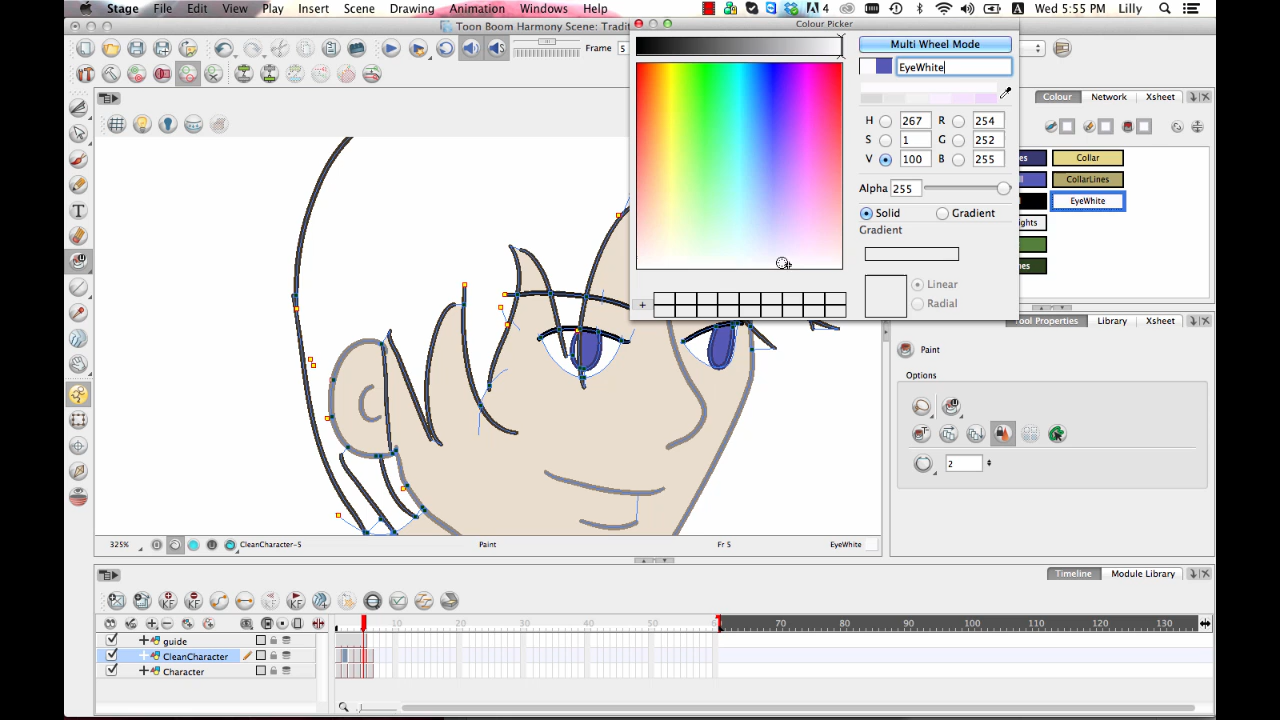 Stage File Edit View Play Insert Scene Drawing Animation Windows Help 4 Wed 5:55 PM Lilly
Toon Boom Harmony Scene: Tradit
Colour Picker
Frame 5
Multi Wheel Mode
EyeWhite
H 267 R 254
S 1 G 252
V 100 B 255
Alpha 255
Solid Gradient
Gradient
Linear
Radial
Colour Network Xsheet
Collar
CollarLines
EyeWhite
Tool Properties Library Xsheet
Paint
Options
2
325% CleanCharacter-5 Paint Fr 5 EyeWhite
Timeline Module Library
10 20 30 40 50 70 80 90 100 110 120 130
guide
CleanCharacter
Character